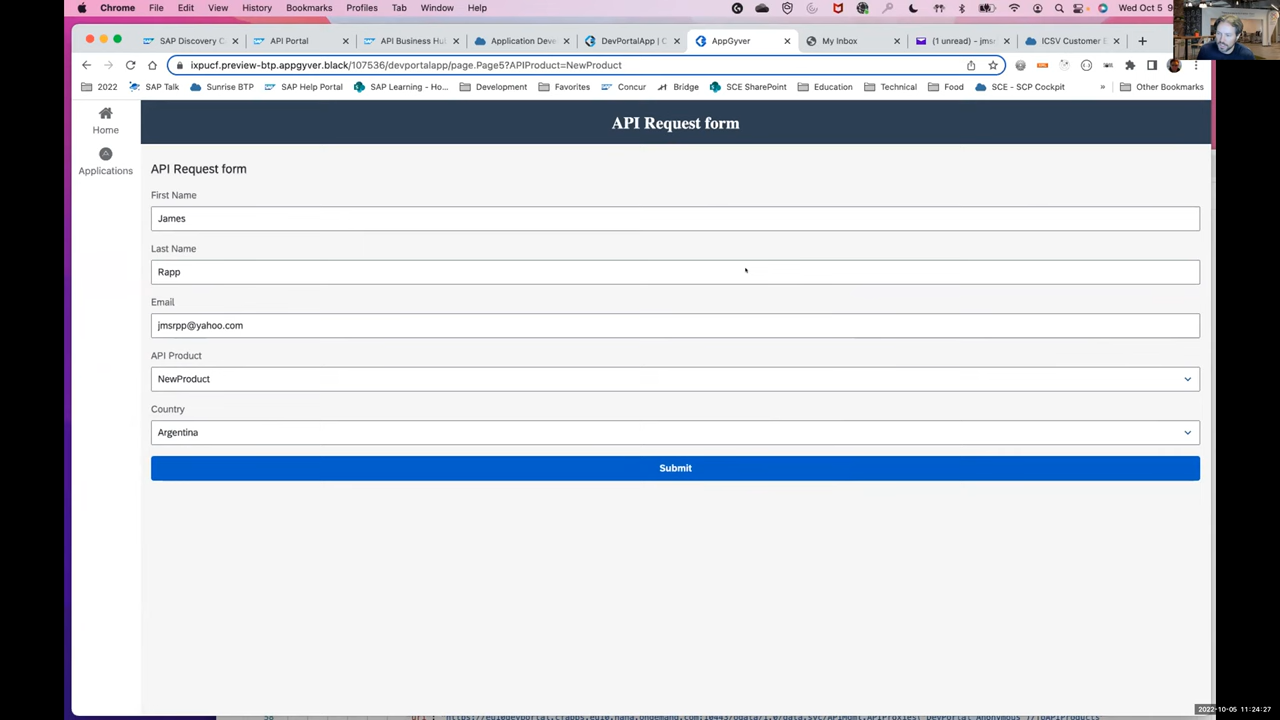 Chrome File Edit View History Bookmarks Profiles Tab Window Help Wed Oct 5 9
SAP Discovery C API Portal API Business Hu Application Deve DevPortalApp | C AppGyver My Inbox (1 unread) - jmsr ICSV Customer E
ixpucf.preview-btp.appgyver.black/107536/devportalapp/page.Page5?APIProduct=NewProduct
2022 SAP Talk Sunrise BTP SAP Help Portal SAP Learning - Ho... Development Favorites Concur Bridge SCE SharePoint Education Technical Food SCE - SCP Cockpit » Other Bookmarks
Home
Applications
API Request form
API Request form
First Name
James
Last Name
Rapp
Email
jmsrpp@yahoo.com
API Product
NewProduct
Country
Argentina
Submit
2022-10-05 11:24:27